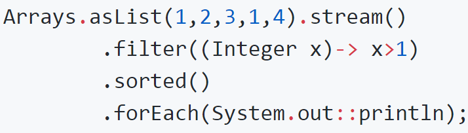 Arrays.asList(1,2,3,1,4).stream()
.filter((Integer x)-> x>1)
.sorted()
.forEach(System.out::println);